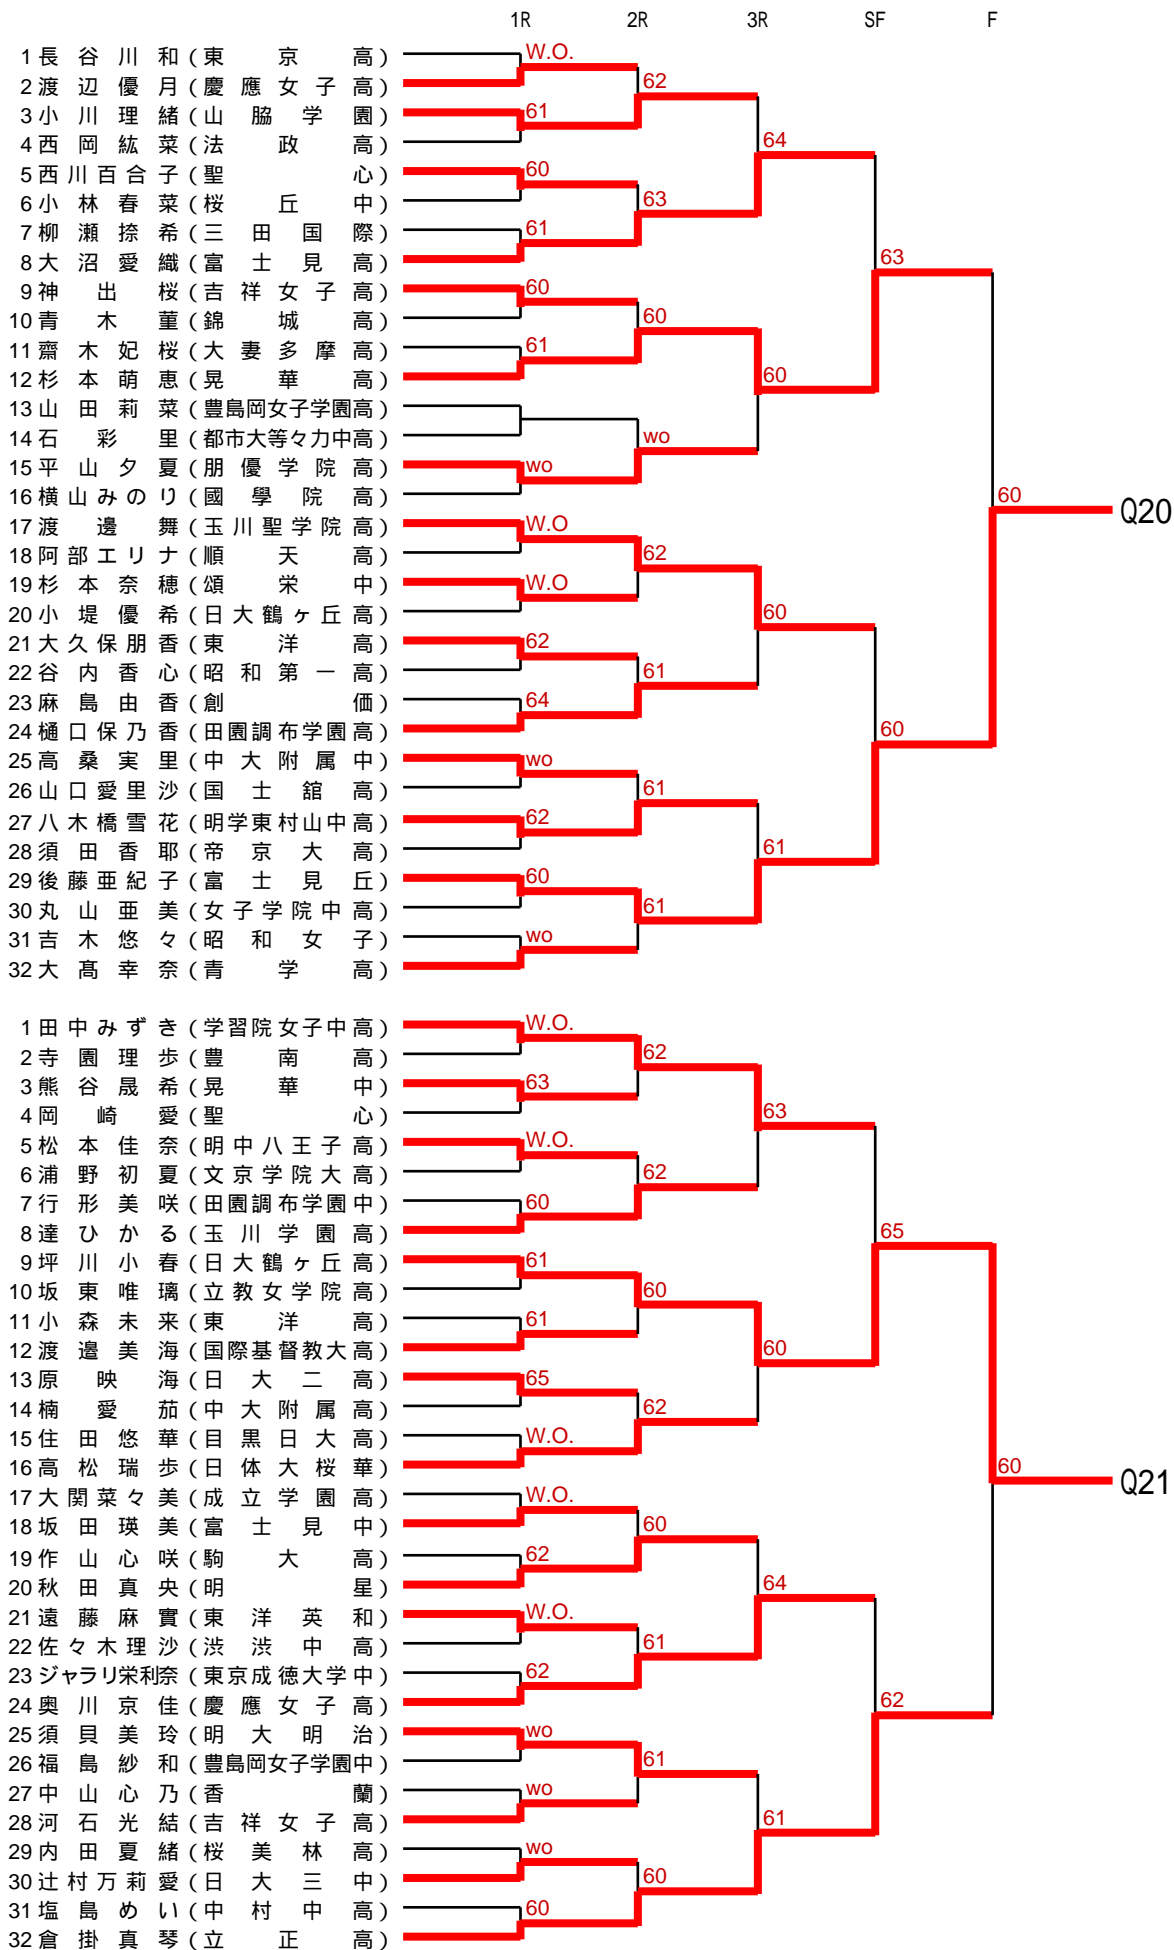 1R 2R 3R SF F
1 長谷川和 (東京高) W.O.
2 渡辺優月 (慶應女子高) 62
3 小川理緒 (山脇学園) 61
4 西岡紘菜 (法政高) 64
5 西川百合子 (聖心) 60
6 小林春菜 (桜丘中) 63
7 柳瀬捺希 (三田国際) 61
8 大沼愛織 (富士見高) 63
9 神出桜 (吉祥女子高) 60
10 青木菫 (錦城高) 60
11 齋木妃桜 (大妻多摩高) 61
12 杉本萌恵 (晃華高) 60
13 山田莉菜 (豊島岡女子学園高)
14 石彩里 (都市大等々力中高) wo
15 平山夕夏 (朋優学院高) wo
16 横山みのり (國學院高) 60 Q20
17 渡邊舞 (玉川聖学院高) W.O
18 阿部エリナ (順天高) 62
19 杉本奈穂 (頌栄中) W.O
20 小堤優希 (日大鶴ヶ丘高) 60
21 大久保朋香 (東洋高) 62
22 谷内香心 (昭和第一高) 61
23 麻島由香 (創価) 64
24 樋口保乃香 (田園調布学園高) 60
25 高桑実里 (中大附属中) wo
26 山口愛里沙 (国士舘高) 61
27 八木橋雪花 (明学東村山中高) 62
28 須田香耶 (帝京大高) 61
29 後藤亜紀子 (富士見丘) 60
30 丸山亜美 (女子学院中高) 61
31 吉木悠々 (昭和女子) wo
32 大髙幸奈 (青学高)
1 田中みずき (学習院女子中高) W.O.
2 寺園理歩 (豊南高) 62
3 熊谷晟希 (晃華中) 63
4 岡崎愛 (聖心) 63
5 松本佳奈 (明中八王子高) W.O.
6 浦野初夏 (文京学院大高) 62
7 行形美咲 (田園調布学園中) 60
8 達ひかる (玉川学園高) 65
9 坪川小春 (日大鶴ヶ丘高) 61
10 坂東唯璃 (立教女学院高) 60
11 小森未来 (東洋高) 61
12 渡邉美海 (国際基督教大高) 60
13 原映海 (日大二高) 65
14 楠愛茄 (中大附属高) 62
15 住田悠華 (目黒日大高) W.O.
16 高松瑞歩 (日体大桜華) 60 Q21
17 大関菜々美 (成立学園高) W.O.
18 坂田瑛美 (富士見中) 60
19 作山心咲 (駒大高) 62
20 秋田真央 (明星) 64
21 遠藤麻實 (東洋英和) W.O.
22 佐々木理沙 (渋渋中高) 61
23 ジャラリ栄利奈 (東京成徳大学中) 62
24 奥川京佳 (慶應女子高) 62
25 須貝美玲 (明大明治) wo
26 福島紗和 (豊島岡女子学園中) 61
27 中山心乃 (香蘭) wo
28 河石光結 (吉祥女子高) 61
29 内田夏緒 (桜美林高) wo
30 辻村万莉愛 (日大三中) 60
31 塩島めい (中村中高) 60
32 倉掛真琴 (立正高)